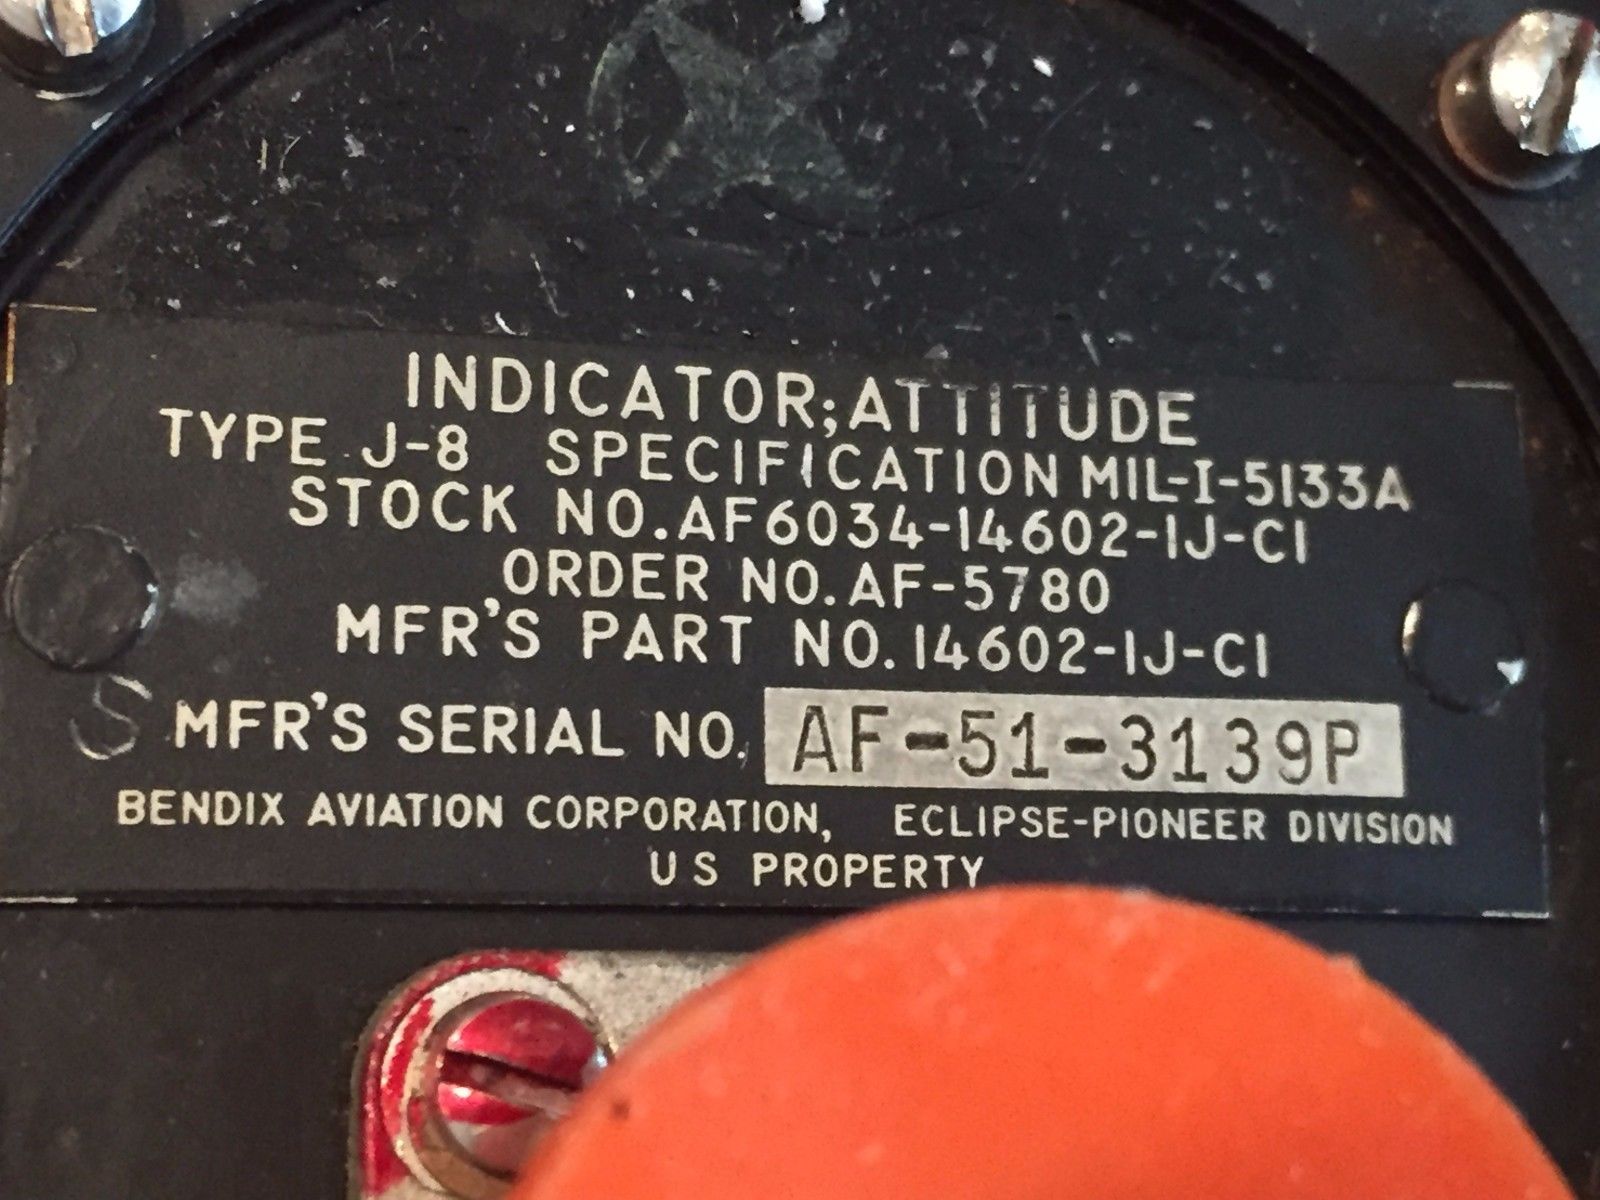 INDICATOR;ATTITUDE
TYPE J-8 SPECIFICATION MIL-I-5133A
STOCK NO.AF6034-14602-1J-C1
ORDER NO.AF-5780
MFR'S PART NO.14602-1J-C1
S MFR'S SERIAL NO. AF-51-3139P
BENDIX AVIATION CORPORATION, ECLIPSE-PIONEER DIVISION
U S PROPERTY